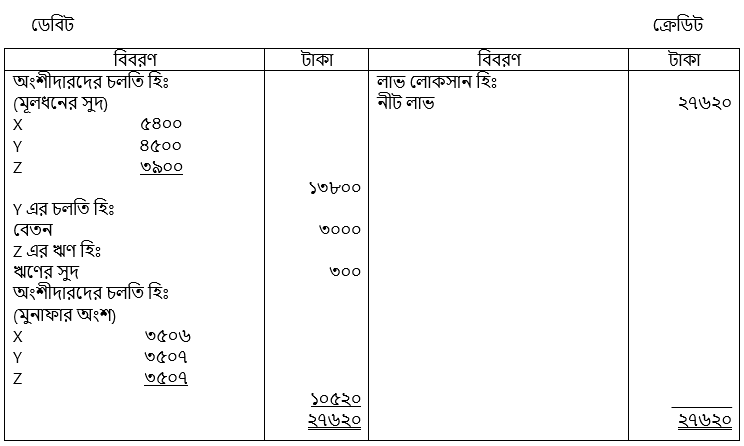 ডেবিট ক্রেডিট
বিবরণ টাকা বিবরণ টাকা
অংশীদারদের চলতি হিঃ লাভ লোকসান হিঃ
(মূলধনের সুদ) নীট লাভ ২৭৬২০
X ৫৪০০
Y ৪৫০০
Z ৩৯০০
১৩৮০০
Y এর চলতি হিঃ
বেতন ৩০০০
Z এর ঋণ হিঃ
ঋণের সুদ ৩০০
অংশীদারদের চলতি হিঃ
(মুনাফার অংশ)
X ৩৫০৬
Y ৩৫০৭
Z ৩৫০৭
১০৫২০
২৭৬২০ ২৭৬২০